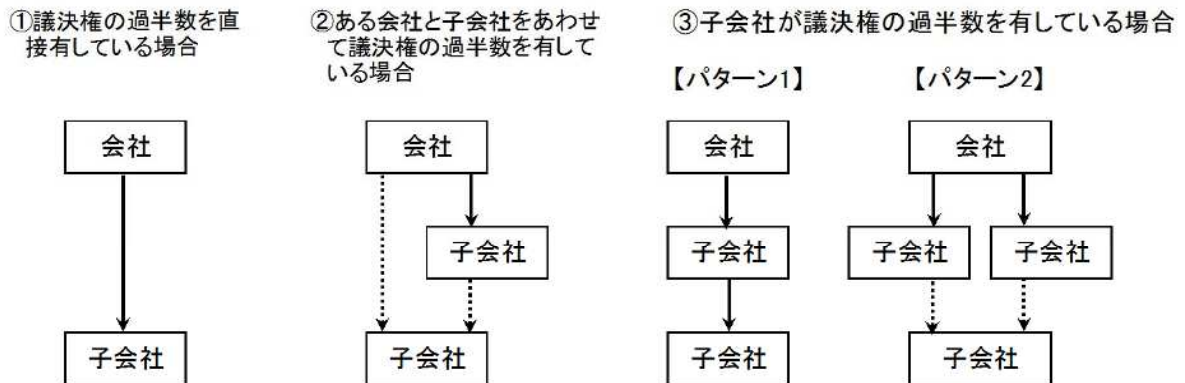 ①議決権の過半数を直
接有している場合
②ある会社と子会社をあわせ
て議決権の過半数を有して
いる場合
③子会社が議決権の過半数を有している場合
【パターン1】
【パターン2】
会社
会社
会社
会社
子会社
子会社
子会社
子会社
子会社
子会社
子会社
子会社